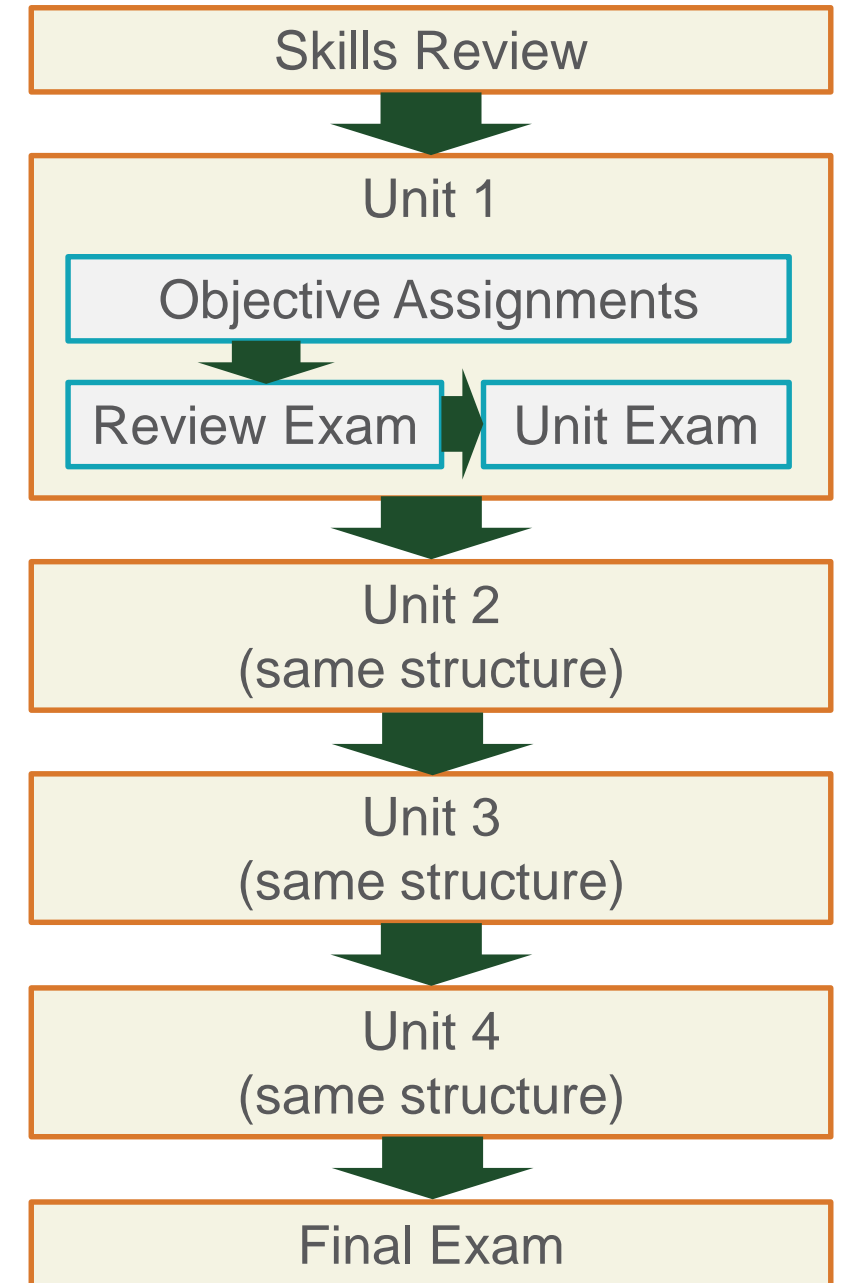 Skills Review
Unit 1
Objective Assignments
Review Exam
Unit Exam
Unit 2
(same structure)
Unit 3
(same structure)
Unit 4
(same structure)
Final Exam